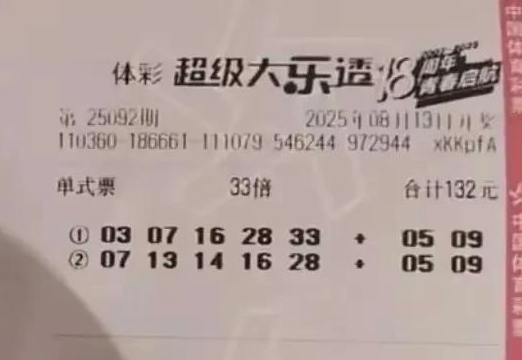 体彩 超级大乐透 18周年 青春启航
第 25092期 2025年08月13日开奖
110360-186661-111079 546244 972944 xKKpfA
单式票 33倍 合计132元
① 03 07 16 28 33 + 05 09
② 07 13 14 16 28 + 05 09
中国体育彩票
中国体育彩票